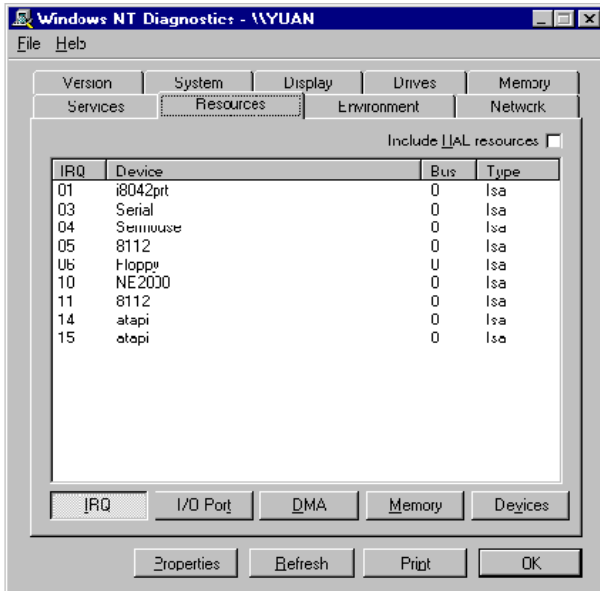 Windows NT Diagnostics - \\YUAN
File Help
Version System Display Drives Memory
Services Resources Environment Network
Include HAL resources
IRQ Device Bus Type
01 i8042prt 0 Isa
03 Serial 0 Isa
04 Sermouse 0 Isa
05 8112 0 Isa
06 Floppy 0 Isa
10 NE2000 0 Isa
11 8112 0 Isa
14 atapi 0 Isa
15 atapi 0 Isa
IRQ I/O Port DMA Memory Devices
Properties Refresh Print OK